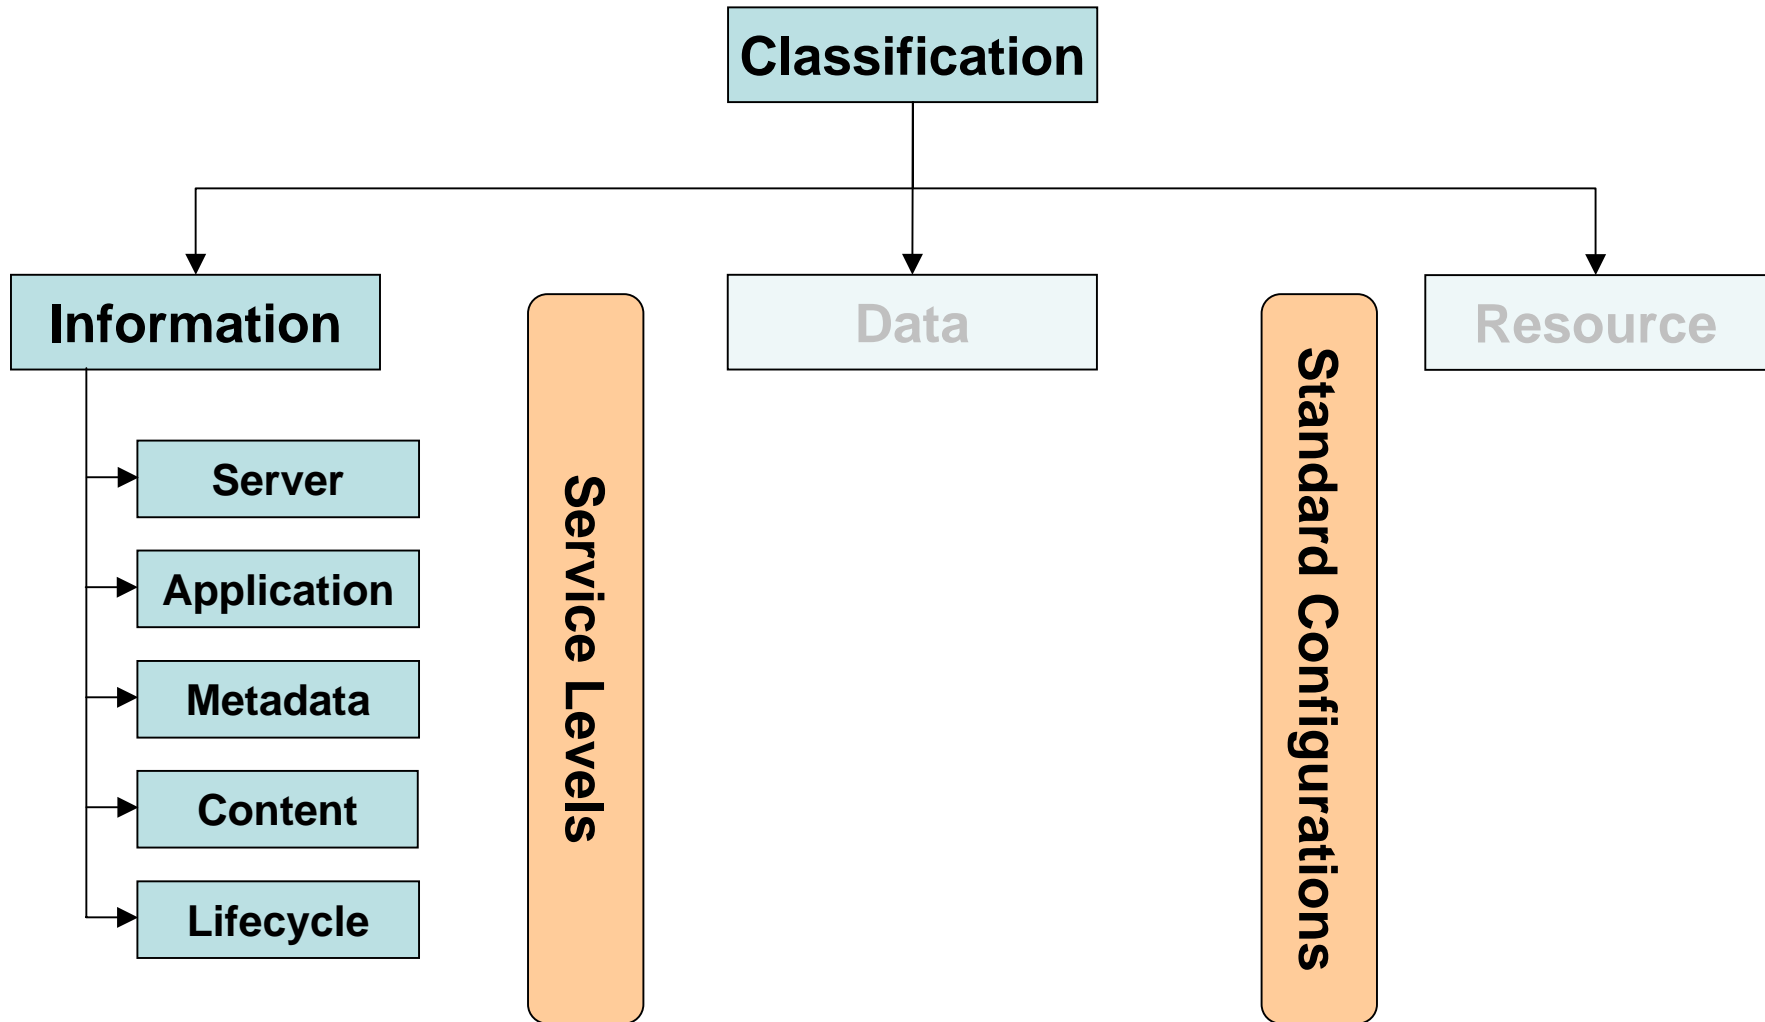 Classification
Information
Data
Resource
Server
Application
Metadata
Content
Lifecycle
Service Levels
Standard Configurations